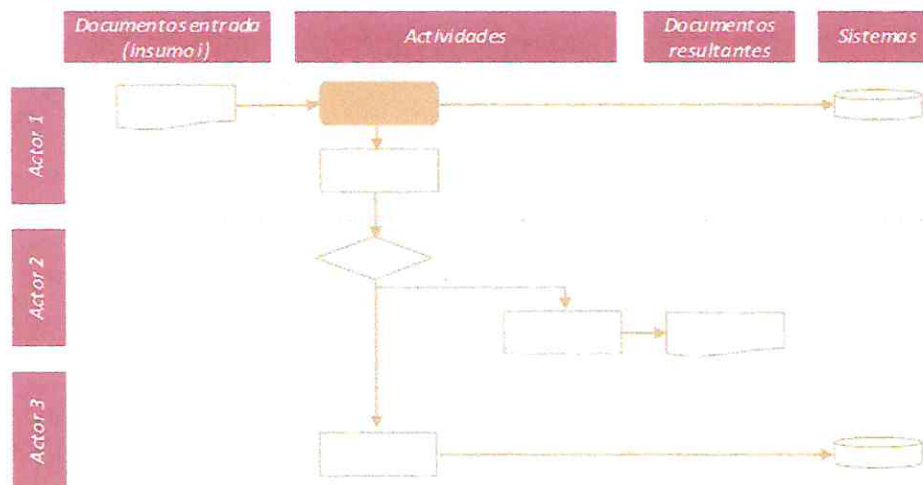 Documentos entrada
(insumo i)
Actividades
Documentos
resultantes
Sistemas
Actor 1
Actor 2
Actor 3